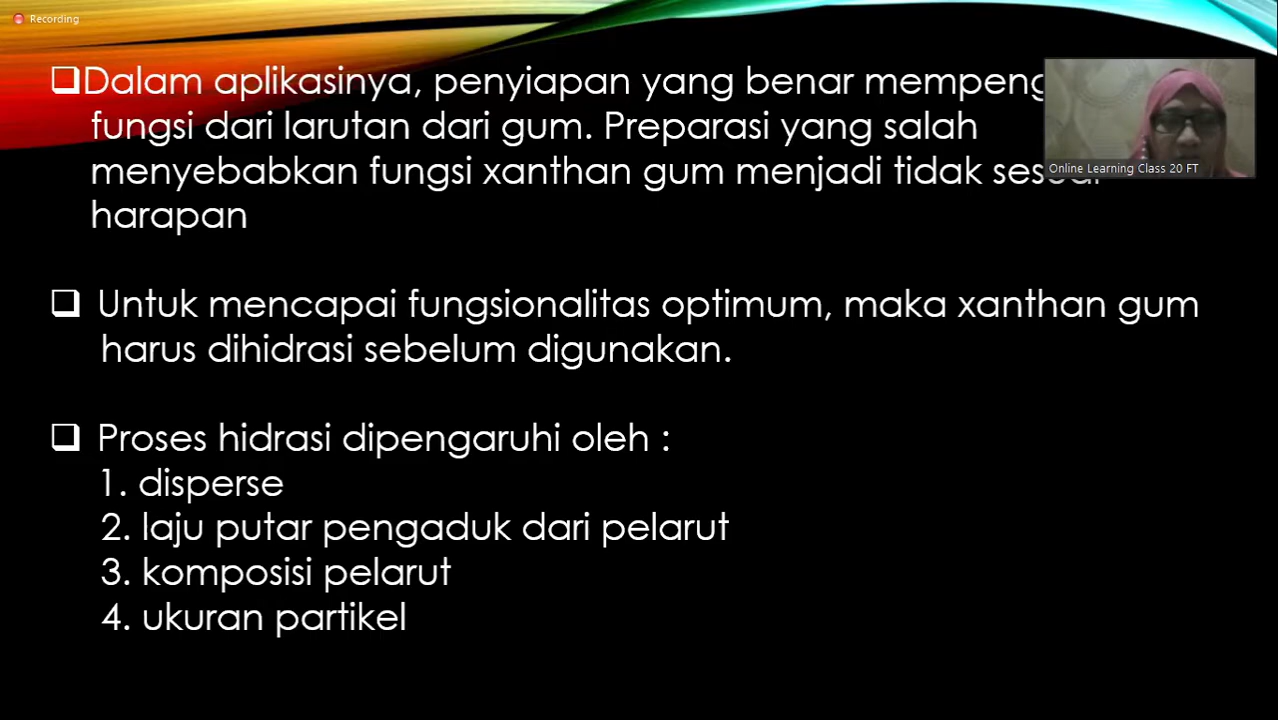 Recording
❑Dalam aplikasinya, penyiapan yang benar
fungsi dari larutan dari gum. Preparasi yang salah
menyebabkan fungsi xanthan gum menjadi tidak
harapan
Online Learning Class 20 FT
❑ Untuk mencapai fungsionalitas optimum, maka xanthan gum
harus dihidrasi sebelum digunakan.
❑ Proses hidrasi dipengaruhi oleh :
1. disperse
2. laju putar pengaduk dari pelarut
3. komposisi pelarut
4. ukuran partikel